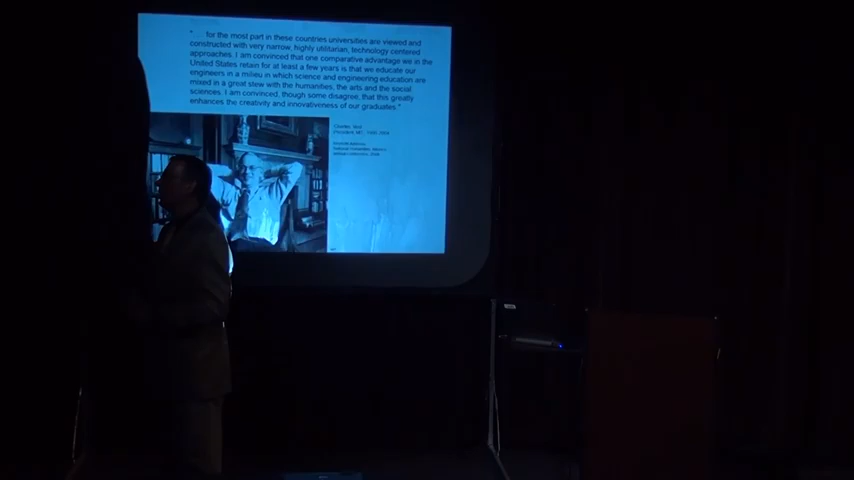 "... for the most part in these countries universities are viewed and
constructed with very narrow, highly utilitarian, technology centered
approaches. I am convinced that one comparative advantage we in the
United States retain for at least a few years is that we educate our
engineers in a milieu in which science and engineering education are
mixed in a great stew with the humanities, the arts and the social
sciences. I am convinced, though some disagree, that this greatly
enhances the creativity and innovativeness of our graduates."